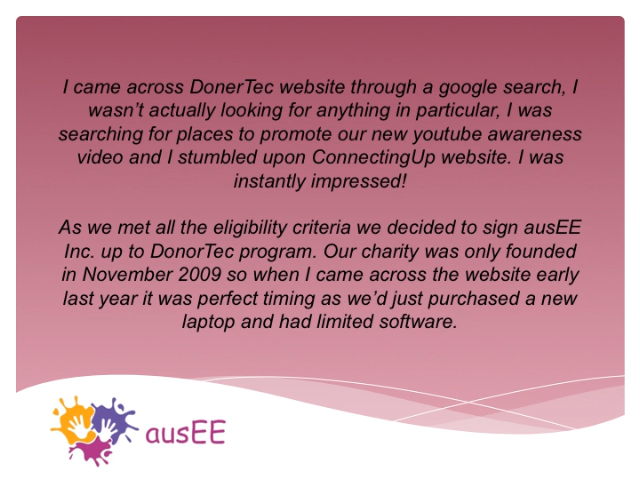 I came across DonerTec website through a google search, I
wasn’t actually looking for anything in particular, I was
searching for places to promote our new youtube awareness
video and I stumbled upon ConnectingUp website. I was
instantly impressed!
As we met all the eligibility criteria we decided to sign ausEE
Inc. up to DonorTec program. Our charity was only founded
in November 2009 so when I came across the website early
last year it was perfect timing as we’d just purchased a new
laptop and had limited software.
ausEE